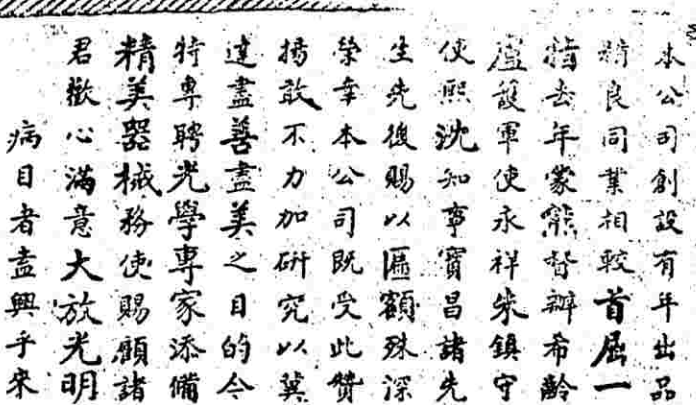 本公司創設有年出品
精良同業相較首屈一
指去年蒙熊督辦希齡
盧護軍使永祥朱鎮守
使熙沈知事寶昌諸先
生先後賜以匾額殊深
榮幸本公司既受此贊
揚敢不力加研究以冀
達盡善盡美之目的今
特專聘光學專家添備
精美器械務使賜顧諸
君歡心滿意大放光明
病目者盍興乎來